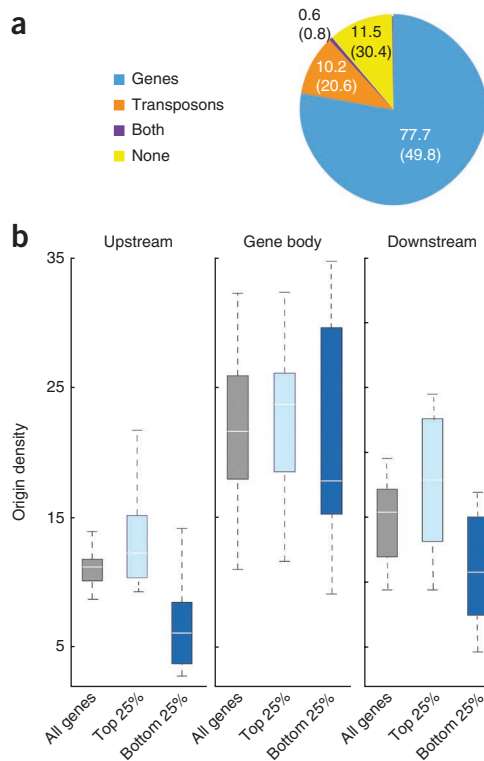 a
0.6
(0.8)
11.5
(30.4)
10.2
(20.6)
77.7
(49.8)
Genes
Transposons
Both
None
b
Upstream
Gene body
Downstream
Origin density
35
25
15
5
All genes
Top 25%
Bottom 25%
All genes
Top 25%
Bottom 25%
All genes
Top 25%
Bottom 25%